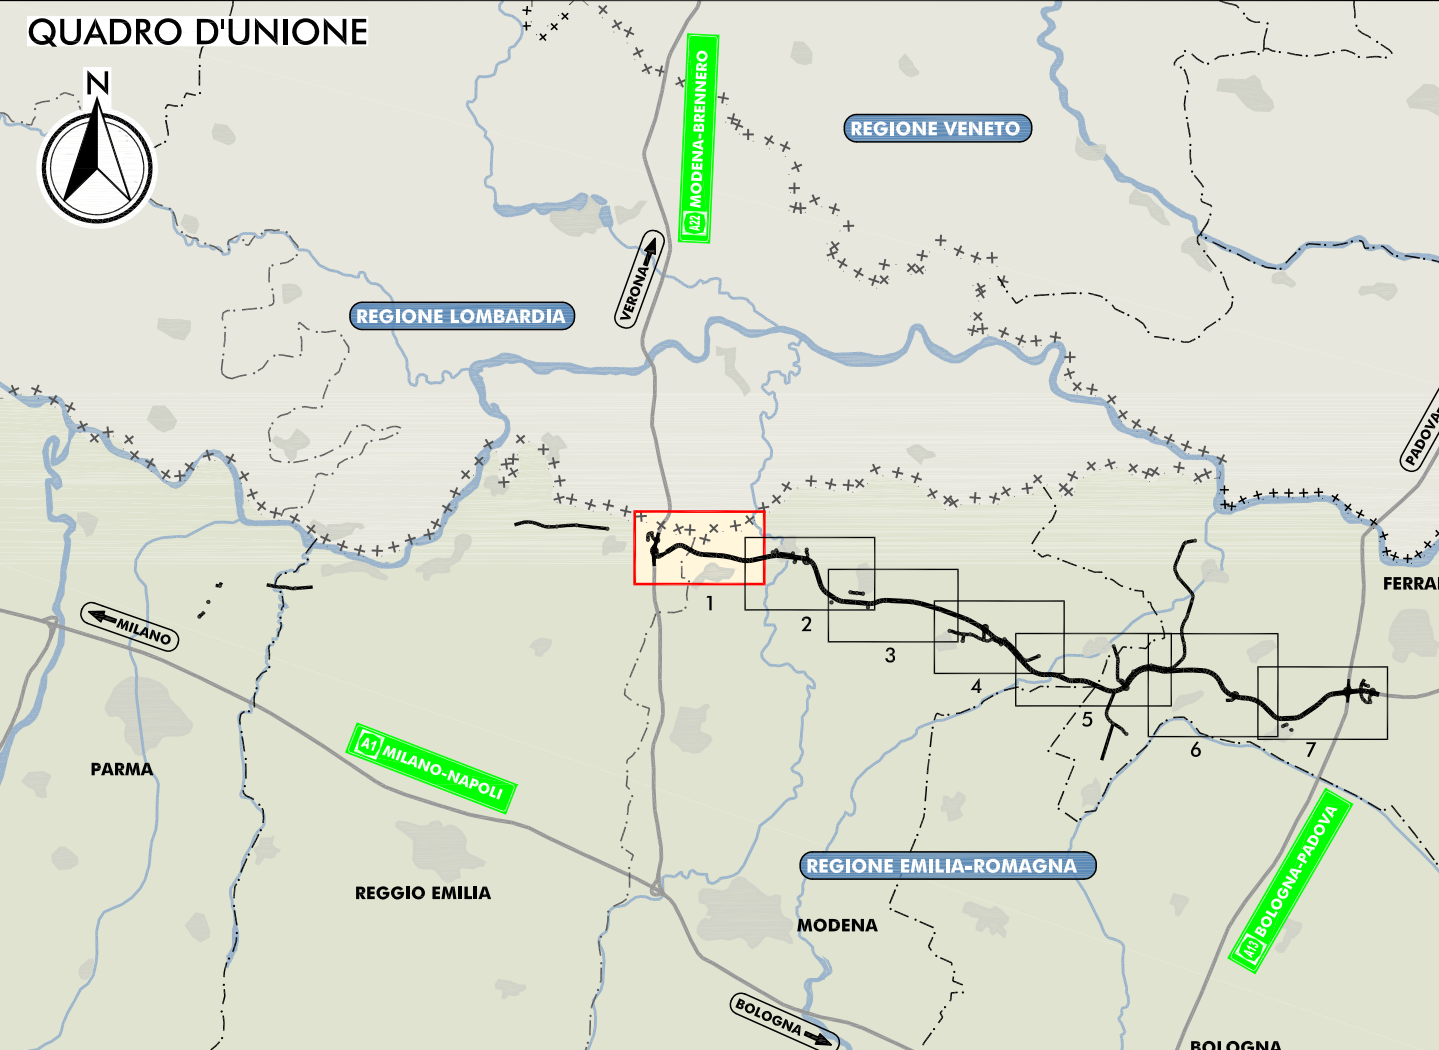 QUADRO D'UNIONE
N
A22 MODENA-BRENNERO
REGIONE VENETO
VERONA
REGIONE LOMBARDIA
PADOVA
FERRA
MILANO
1
2
3
4
5
6
7
PARMA
A1 MILANO-NAPOLI
REGIONE EMILIA-ROMAGNA
A13 BOLOGNA-PADOVA
REGGIO EMILIA
MODENA
BOLOGNA
BOLOGNA